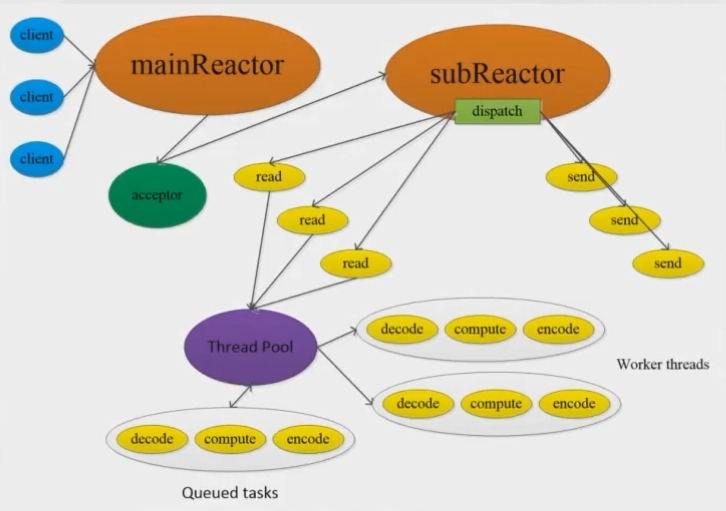 client
mainReactor
subReactor
client
dispatch
client
acceptor
read
send
read
send
read
send
Thread Pool
decode compute encode
Worker threads
decode compute encode
decode compute encode
Queued tasks